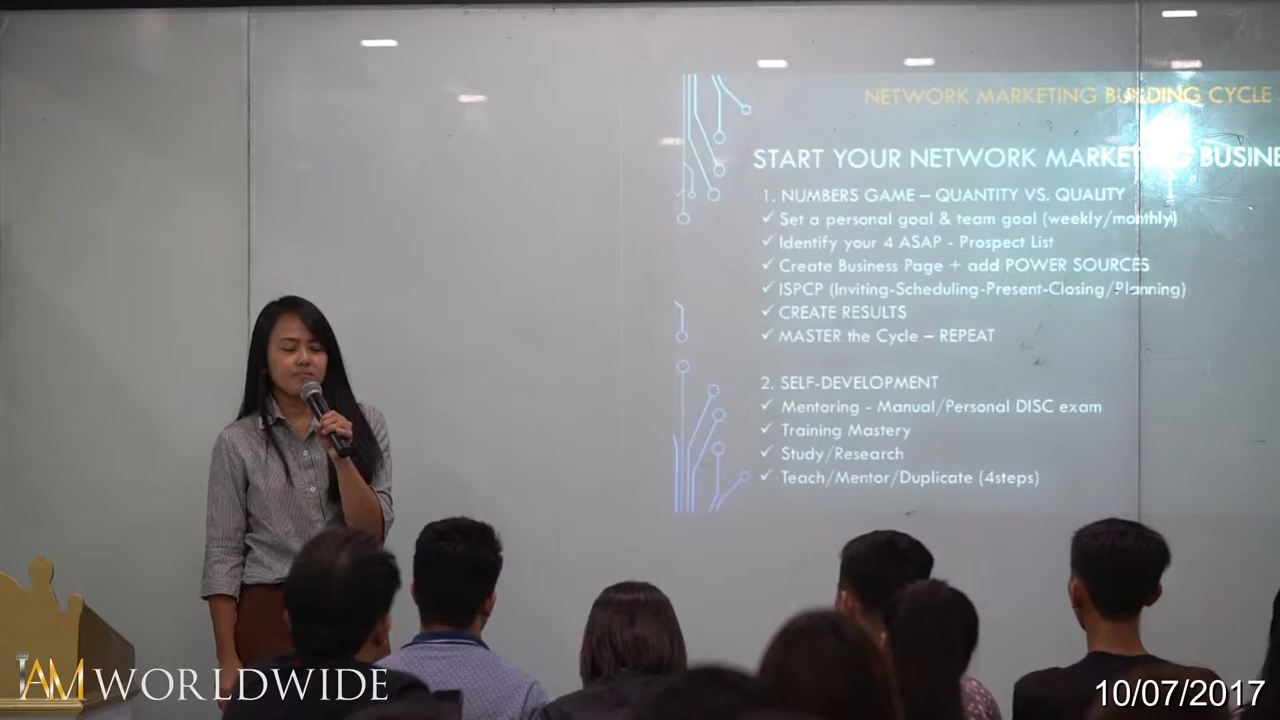 NETWORK MARKETING BUILDING CYCLE
START YOUR NETWORK MARKETING BUSINE
1. NUMBERS GAME – QUANTITY VS. QUALITY
✓ Set a personal goal & team goal (weekly/monthly)
✓ Identify your 4 ASAP - Prospect List
✓ Create Business Page + add POWER SOURCES
✓ ISPCP (Inviting-Scheduling-Present-Closing/Planning)
✓ CREATE RESULTS
✓ MASTER the Cycle – REPEAT
2. SELF-DEVELOPMENT
✓ Mentoring - Manual/Personal DISC exam
✓ Training Mastery
✓ Study/Research
✓ Teach/Mentor/Duplicate (4steps)
IAM WORLDWIDE
10/07/2017